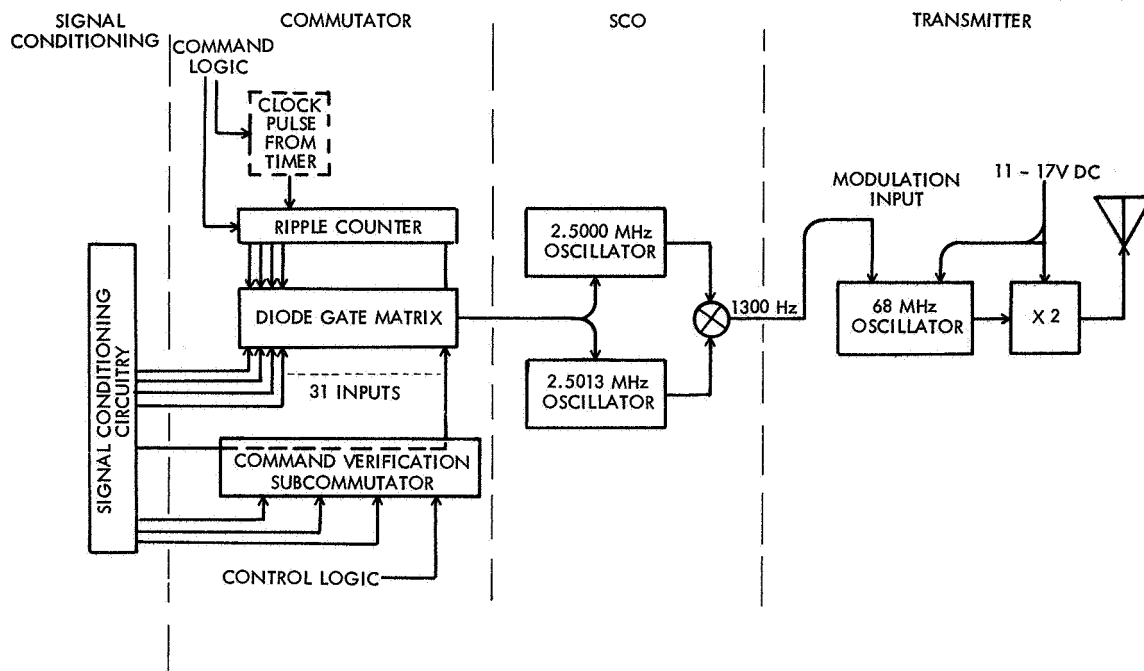 SIGNAL
CONDITIONING
COMMUTATOR
SCO
TRANSMITTER
COMMAND
LOGIC
CLOCK
PULSE
FROM
TIMER
RIPPLE COUNTER
DIODE GATE MATRIX
31 INPUTS
SIGNAL CONDITIONING
CIRCUITRY
COMMAND VERIFICATION
SUBCOMMUTATOR
CONTROL LOGIC
2.5000 MHz
OSCILLATOR
2.5013 MHz
OSCILLATOR
1300 Hz
MODULATION
INPUT
11 - 17V DC
68 MHz
OSCILLATOR
X 2